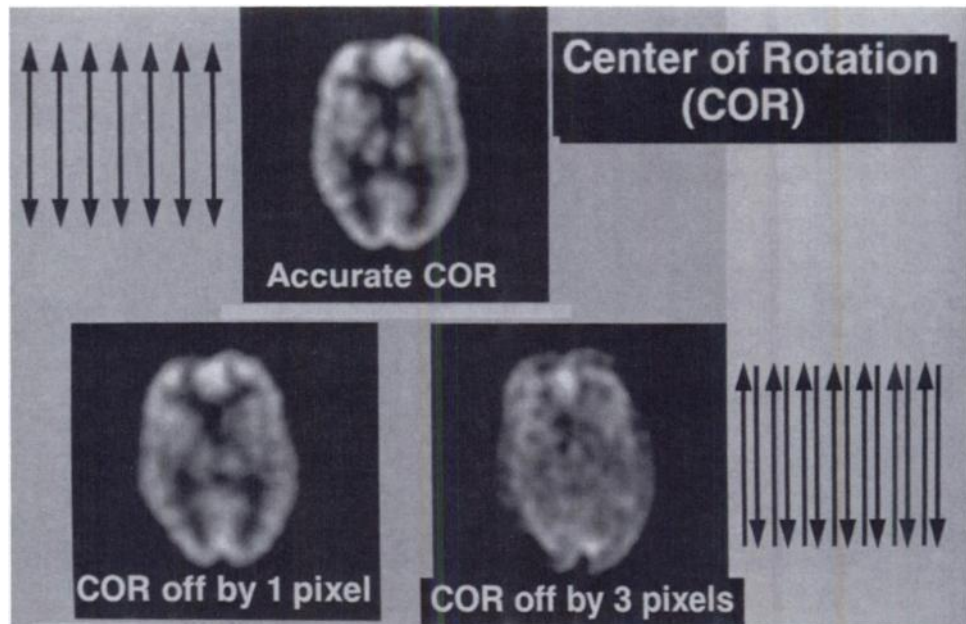 Center of Rotation
(COR)
Accurate COR
COR off by 1 pixel
COR off by 3 pixels